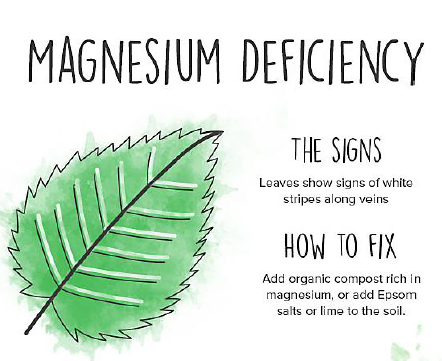 MAGNESIUM DEFICIENCY
THE SIGNS
Leaves show signs of white
stripes along veins
HOW TO FIX
Add organic compost rich in
magnesium, or add Epsom
salts or lime to the soil.